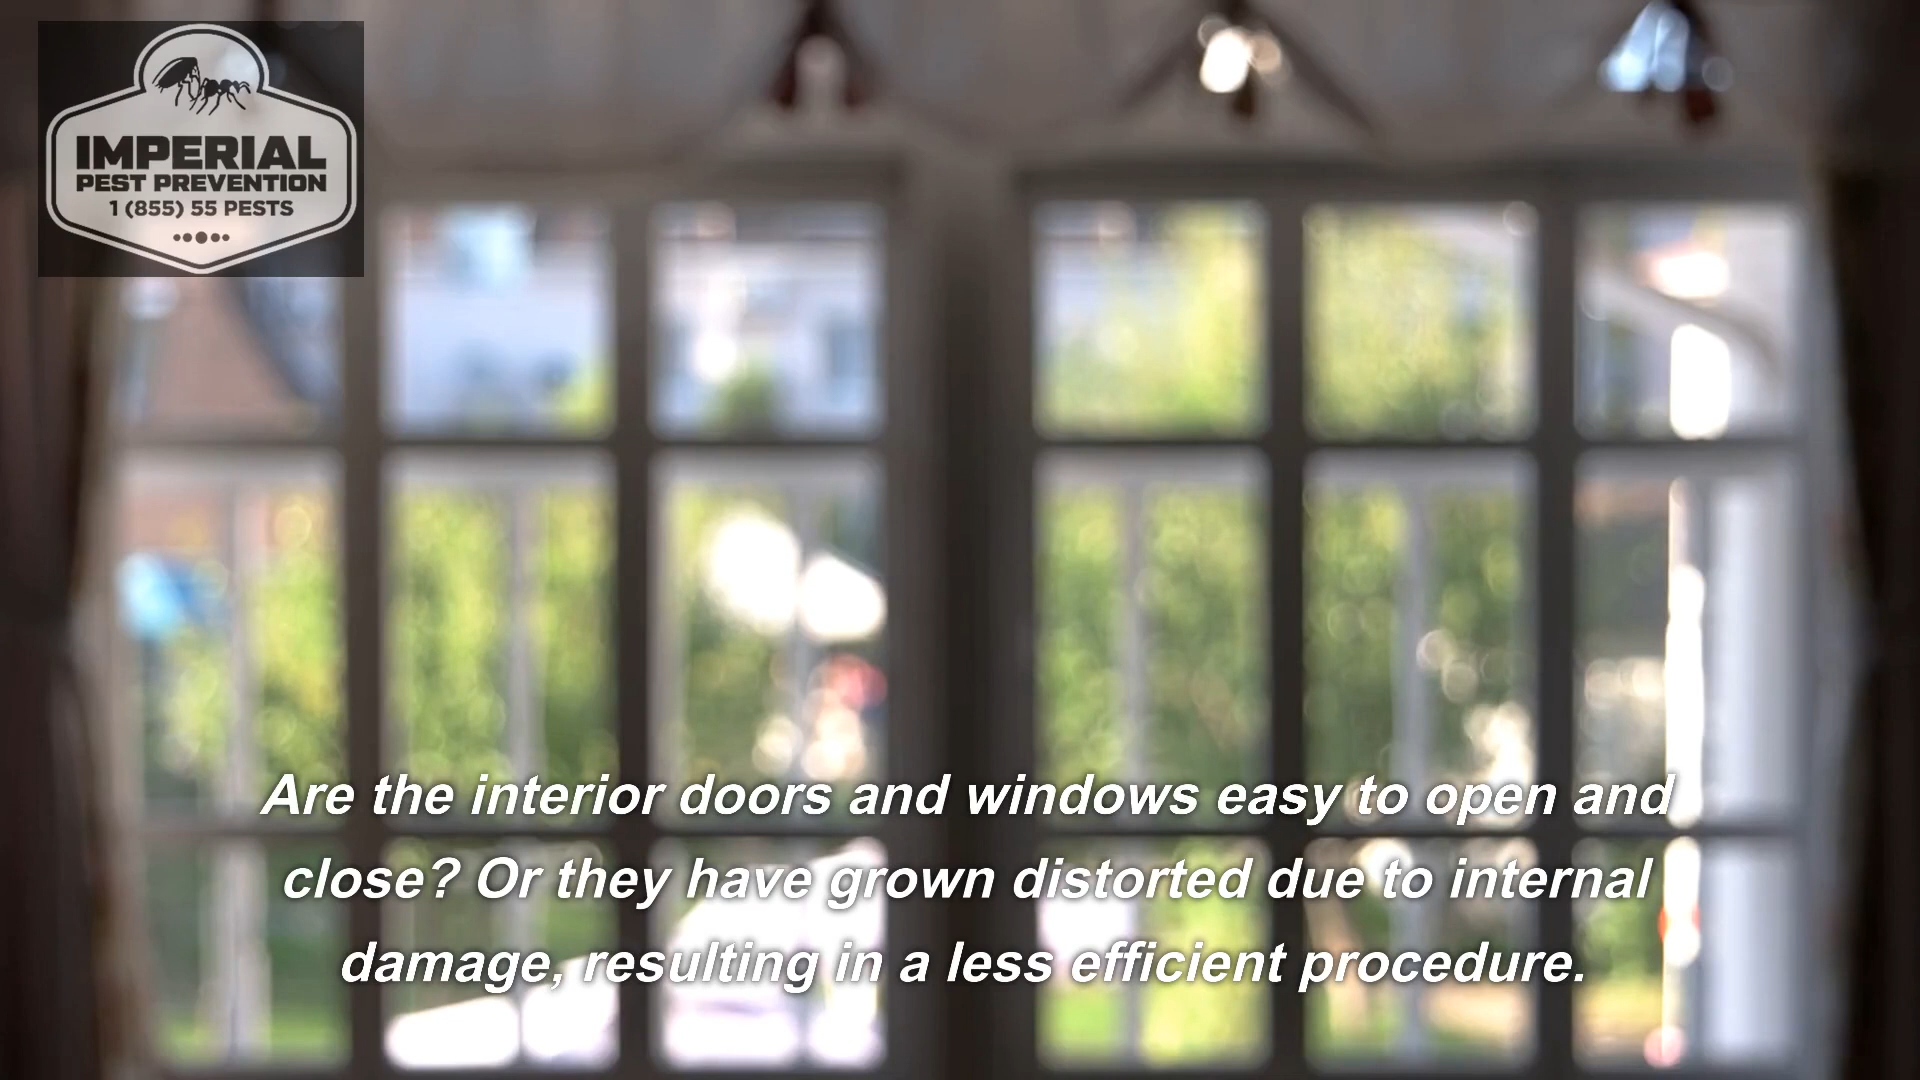 IMPERIAL
PEST PREVENTION
1 (855) 55 PESTS
Are the interior doors and windows easy to open and
close? Or they have grown distorted due to internal
damage, resulting in a less efficient procedure.